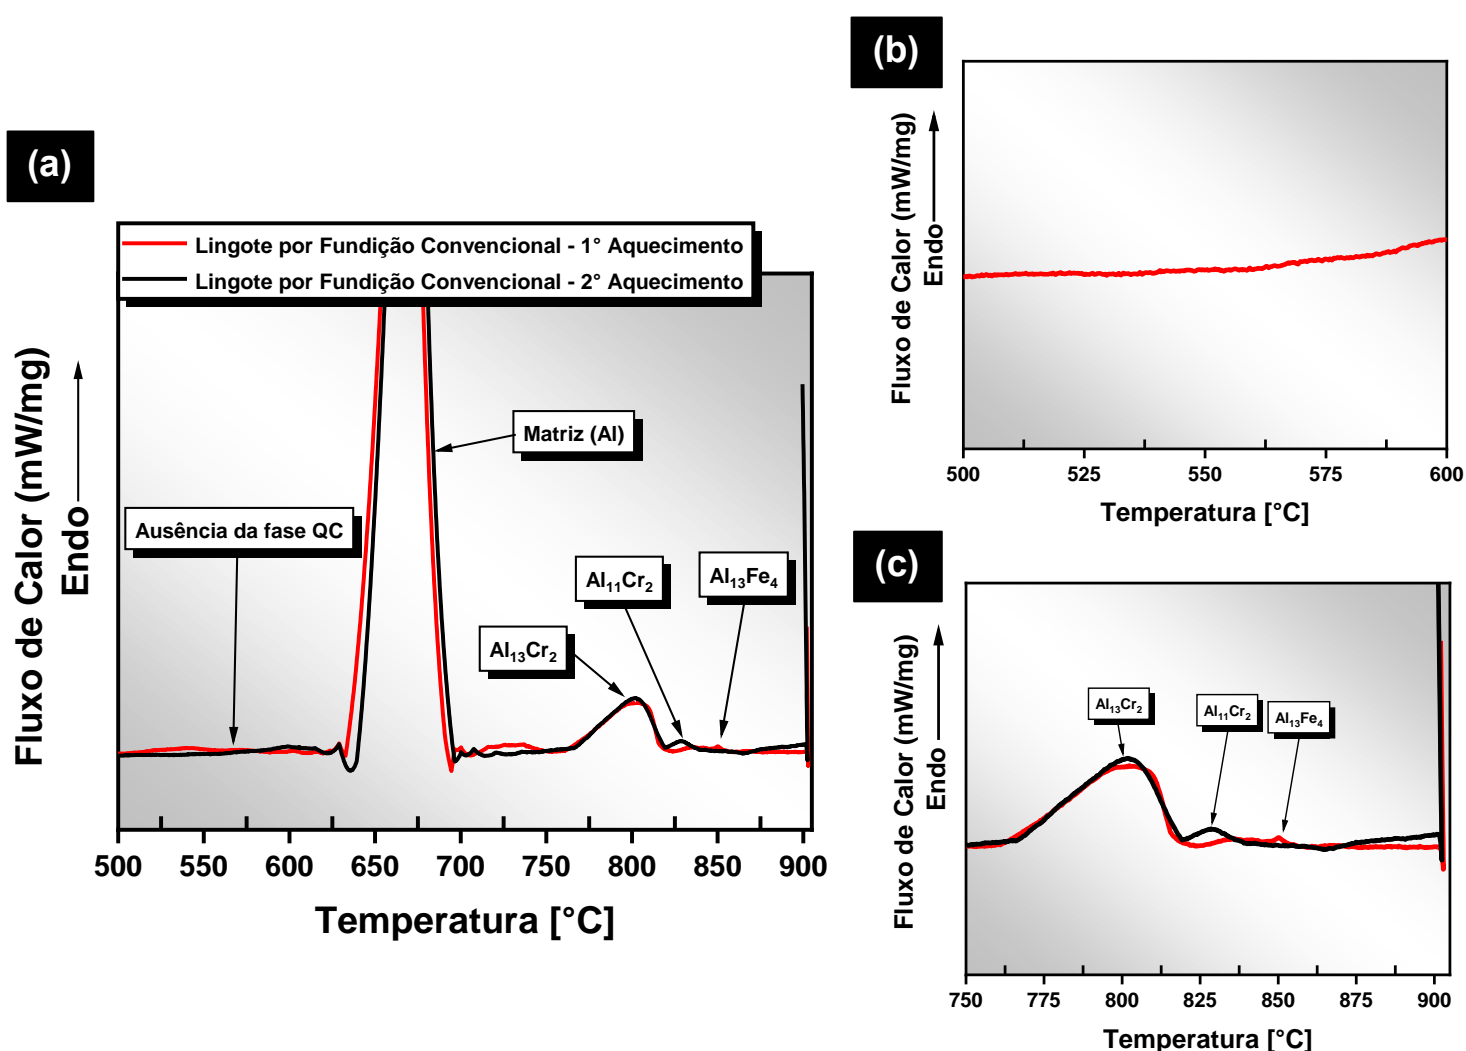 (a)
Lingote por Fundição Convencional - 1° Aquecimento
Lingote por Fundição Convencional - 2° Aquecimento
Fluxo de Calor (mW/mg)
Endo
Matriz (Al)
Ausência da fase QC
Al₁₃Cr₂
Al₁₁Cr₂
Al₁₃Fe₄
500 550 600 650 700 750 800 850 900
Temperatura [°C]
(b)
Fluxo de Calor (mW/mg)
Endo
500 525 550 575 600
Temperatura [°C]
(c)
Fluxo de Calor (mW/mg)
Endo
Al₁₃Cr₂
Al₁₁Cr₂
Al₁₃Fe₄
750 775 800 825 850 875 900
Temperatura [°C]